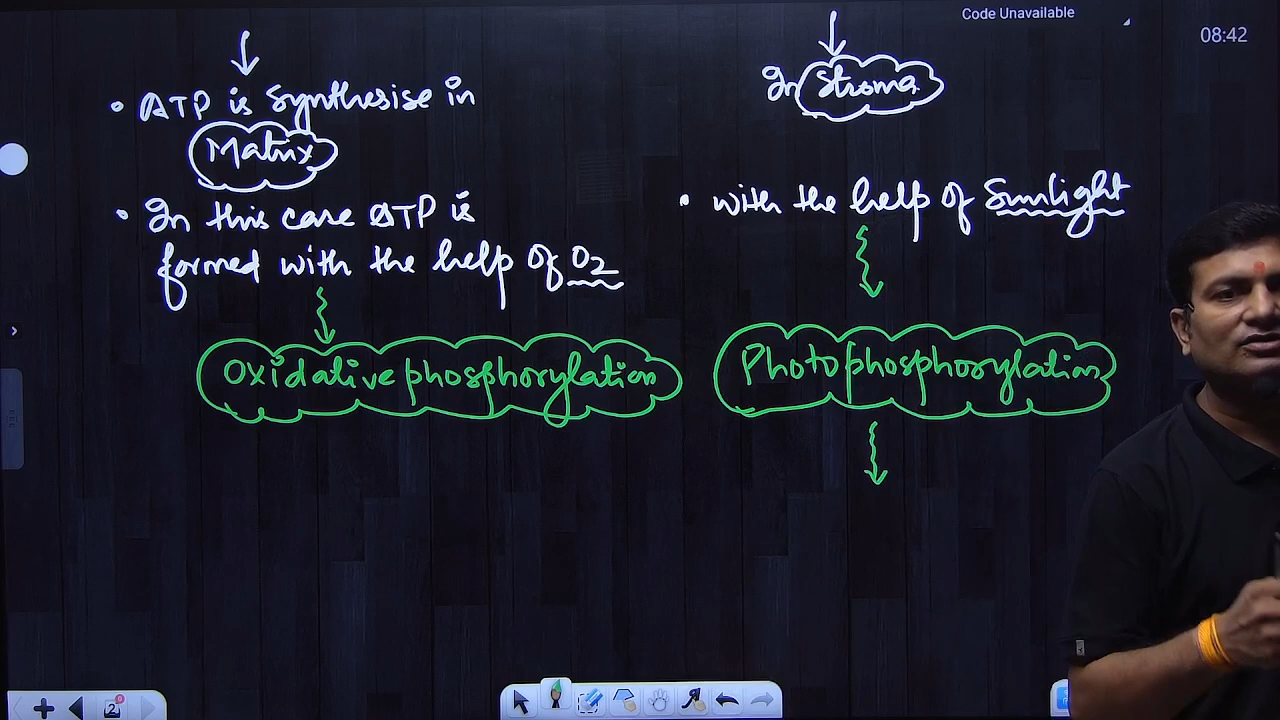 Code Unavailable
08:42
• ATP is synthesise in
Matrix
• In this case ATP is
formed with the help of O2
Oxidative phosphorylation
In Stroma
• with the help of Sunlight
Photophosphorylation
2